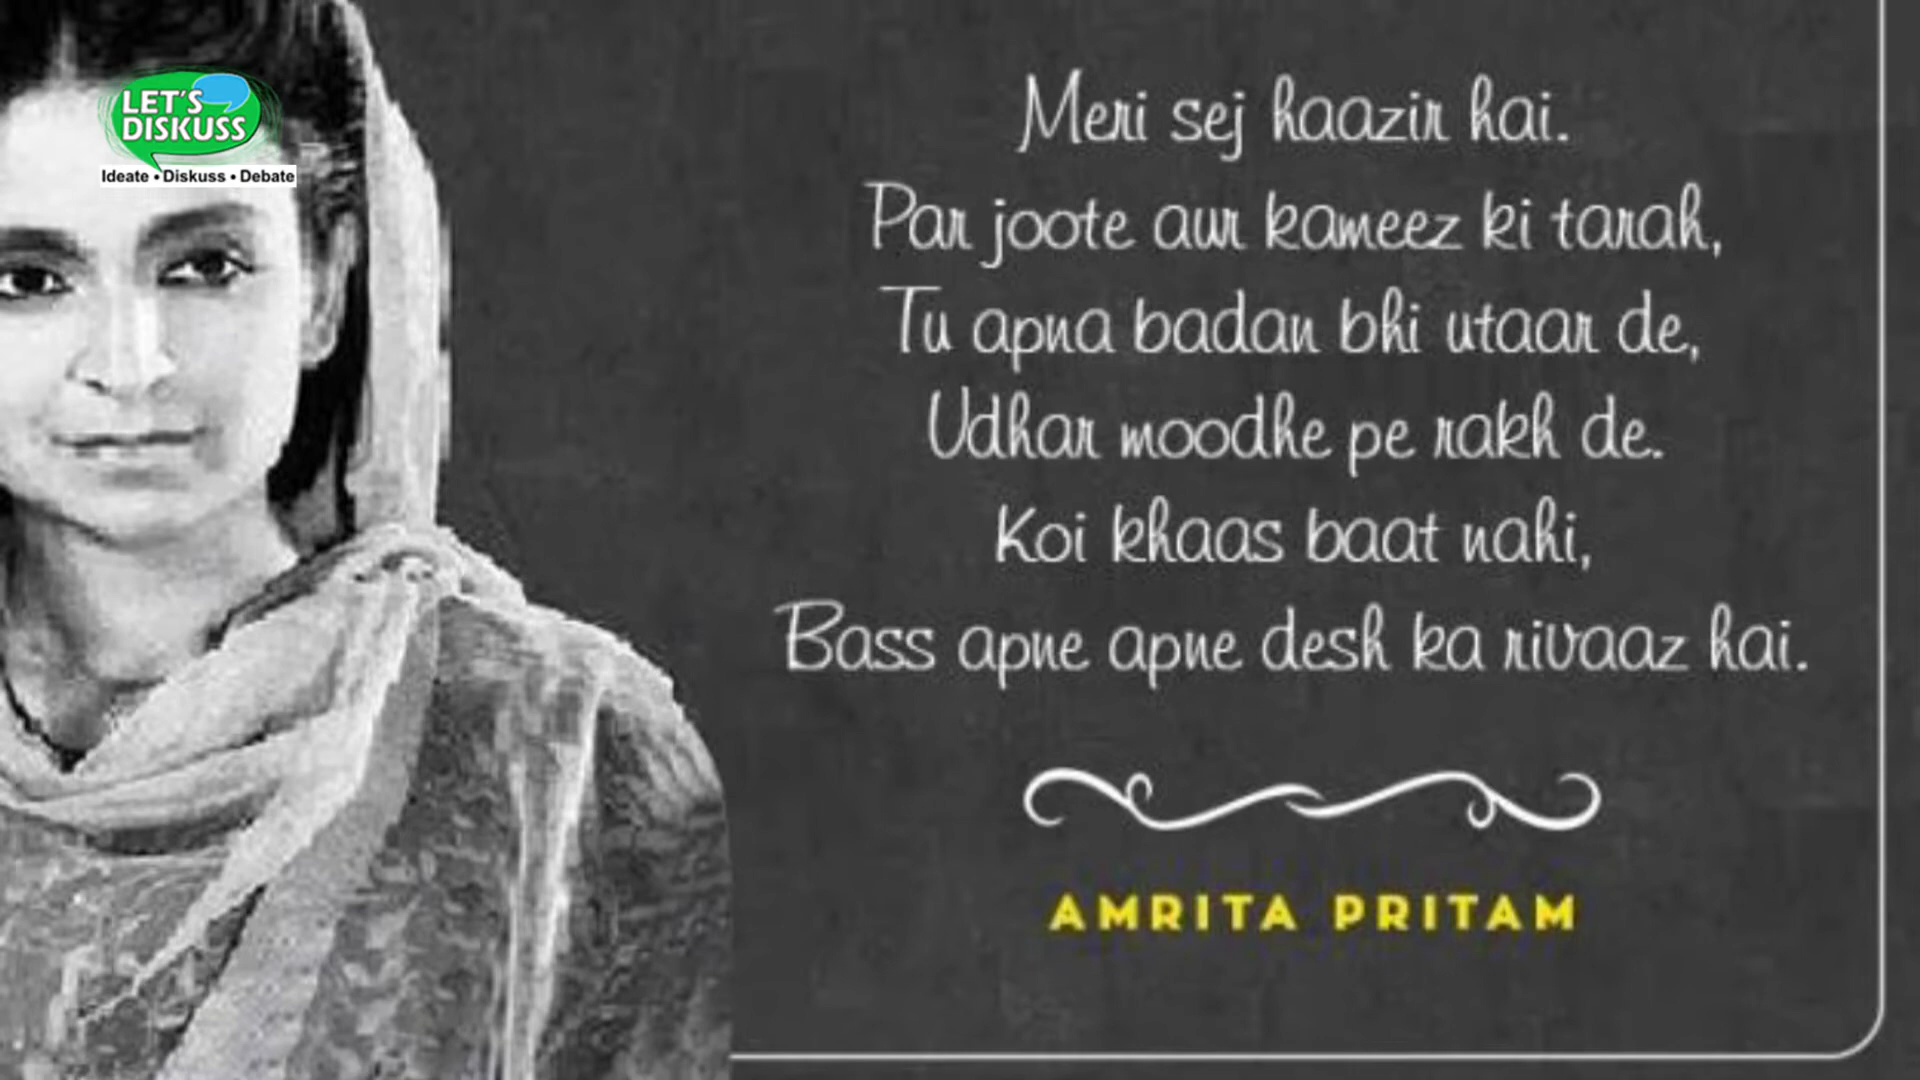 LET'S
DISKUSS
Ideate • Diskuss • Debate
Meri sej haazir hai.
Par joote aur kameez ki tarah,
Tu apna badan bhi utaar de,
Udhar moodhe pe rakh de.
Koi khaas baat nahi,
Bass apne apne desh ka rivaaz hai.
AMRITA PRITAM